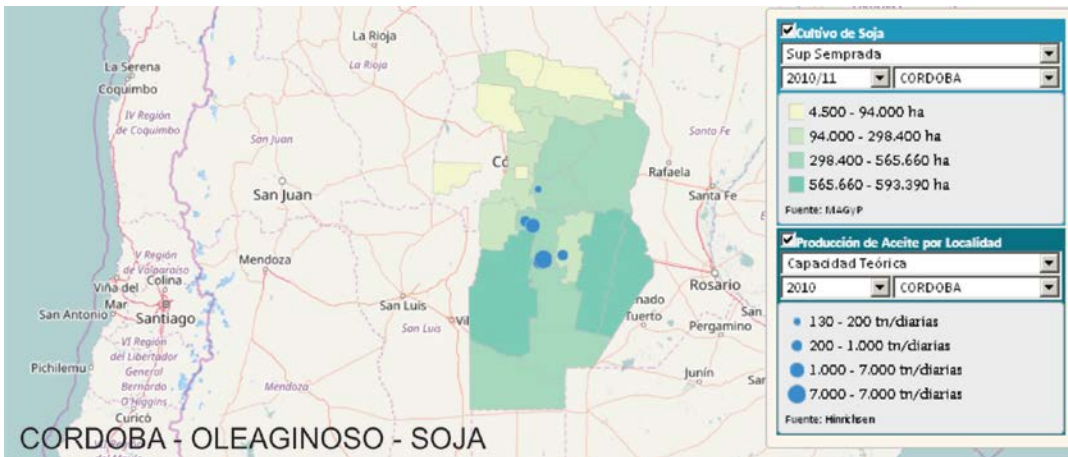 La Rioja
La Rioja
La Serena
Coquimbo
IV Región
de Coquimbo
San Juan
Santa Fe
Có
Rafaela
San Juan
Santa Fe
V Región
de Valparaíso
Mendoza
Viña del
Mar
Colina
Rosario
San Antonio
Santiago
San Luis
San Luis
Vil
nado
Tuerto
San
Pergamino
VI Región
del Libertador
General
Bernardo
O'Higgins
Pichilemu
Junín
Mendoza
Curicó
CORDOBA - OLEAGINOSO - SOJA
Cultivo de Soja
Sup Semprada
2010/11 CORDOBA
4.500 - 94.000 ha
94.000 - 298.400 ha
298.400 - 565.660 ha
565.660 - 593.390 ha
Fuente: MAGyP
Producción de Aceite por Localidad
Capacidad Teórica
2010 CORDOBA
130 - 200 tn/diarias
200 - 1.000 tn/diarias
1.000 - 7.000 tn/diarias
7.000 - 7.000 tn/diarias
Fuente: Hinrichsen